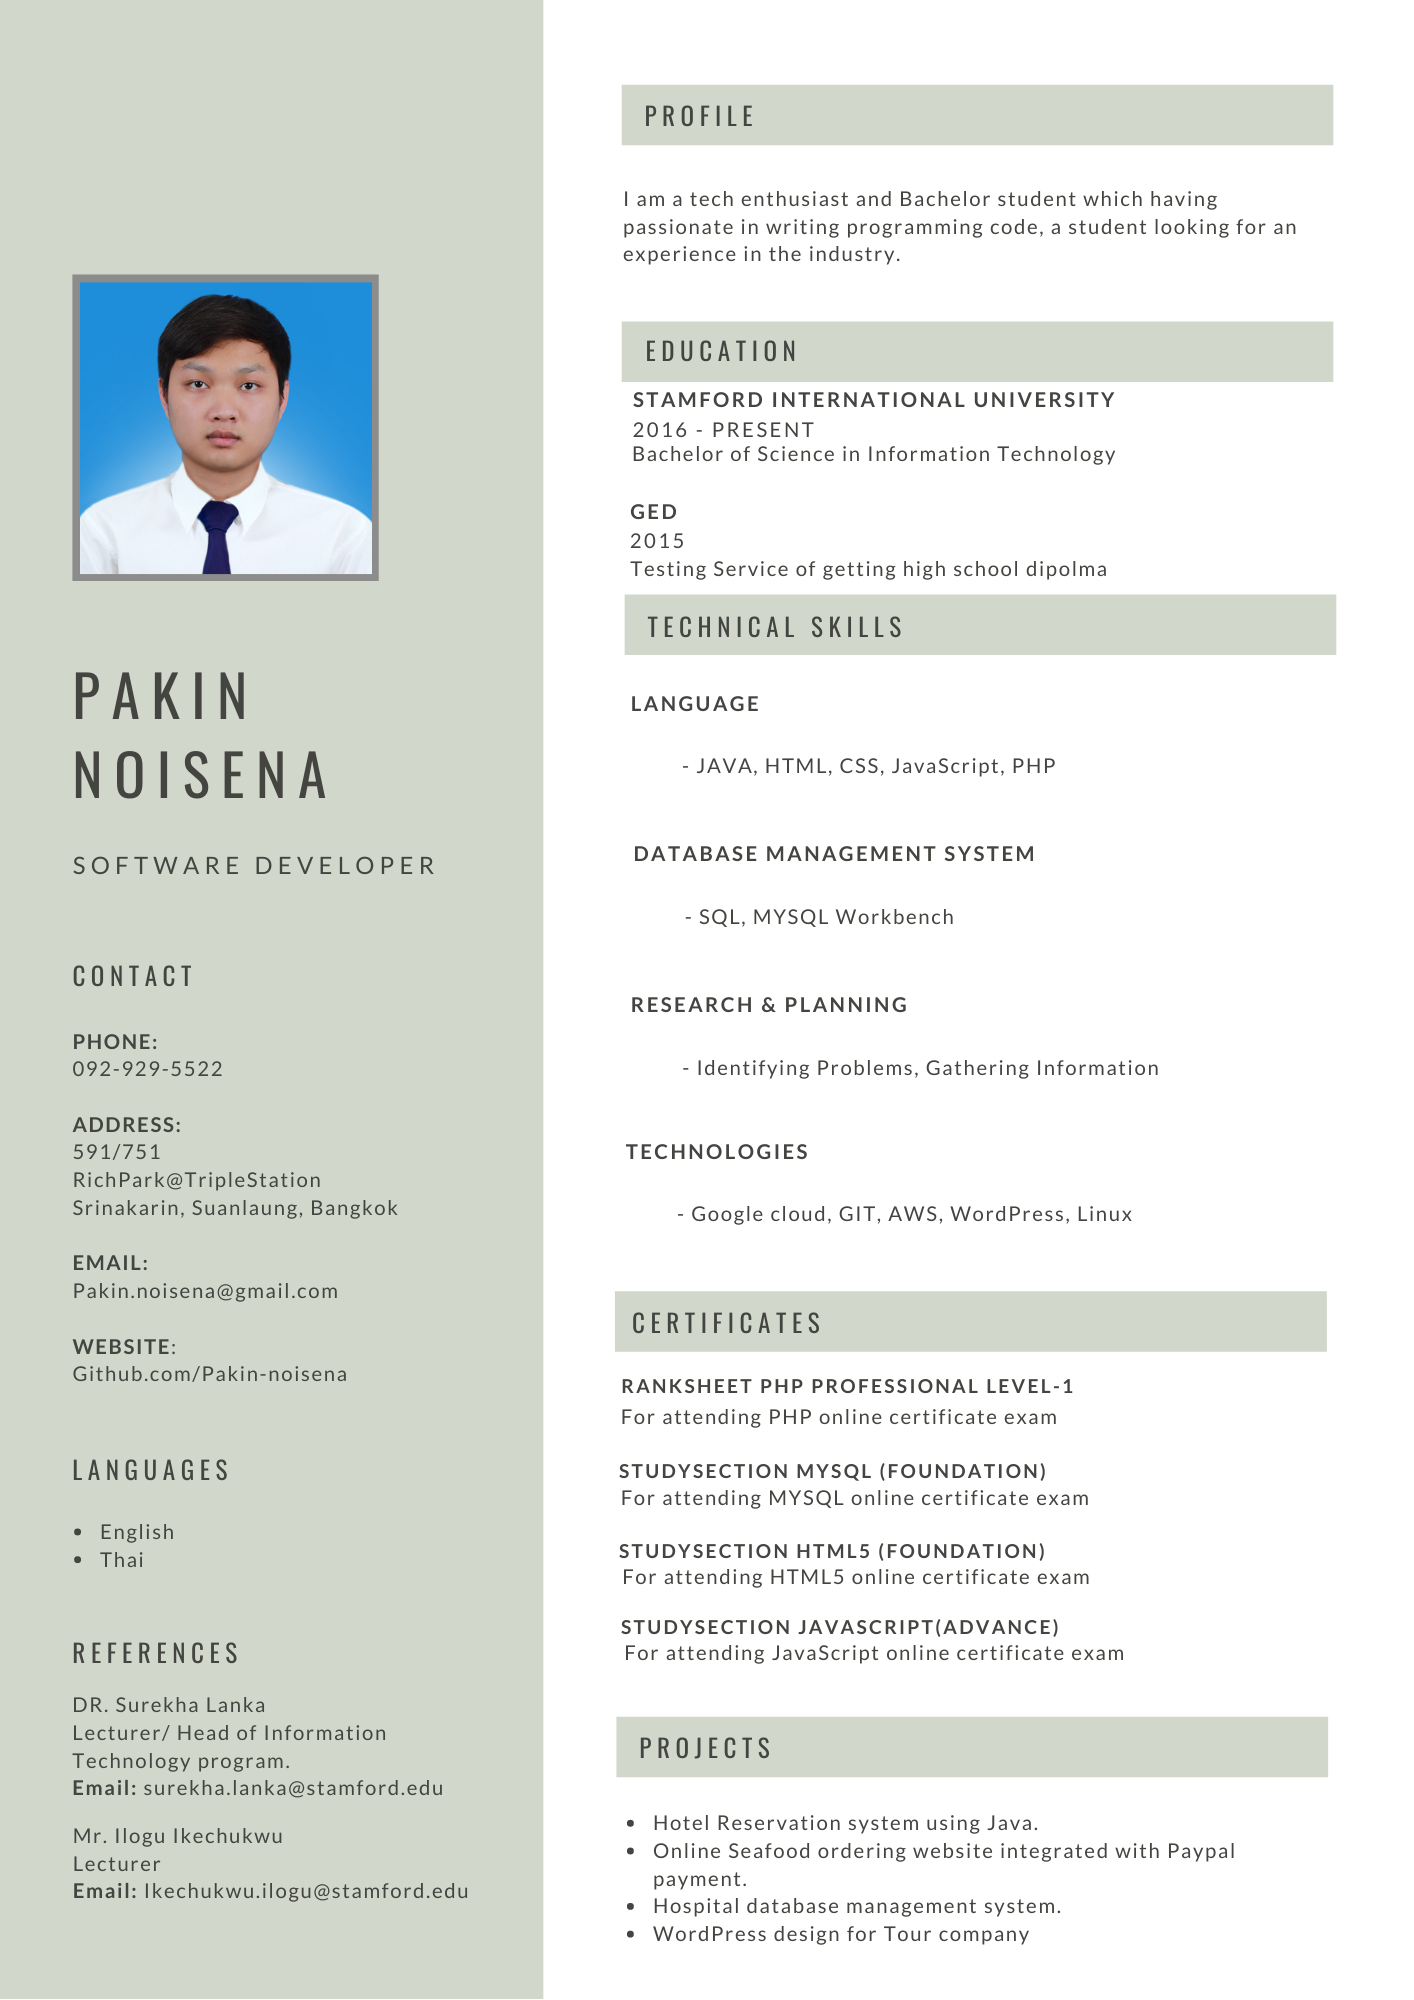 PAKIN
NOISENA
SOFTWARE DEVELOPER
CONTACT
PHONE:
092-929-5522
ADDRESS:
591/751
RichPark@TripleStation
Srinakarin, Suanlaung, Bangkok
EMAIL:
Pakin.noisena@gmail.com
WEBSITE:
Github.com/Pakin-noisena
LANGUAGES
• English
• Thai
REFERENCES
DR. Surekha Lanka
Lecturer/ Head of Information
Technology program.
Email: surekha.lanka@stamford.edu
Mr. Ilogu Ikechukwu
Lecturer
Email: Ikechukwu.ilogu@stamford.edu
PROFILE
I am a tech enthusiast and Bachelor student which having
passionate in writing programming code, a student looking for an
experience in the industry.
EDUCATION
STAMFORD INTERNATIONAL UNIVERSITY
2016 - PRESENT
Bachelor of Science in Information Technology
GED
2015
Testing Service of getting high school dipolma
TECHNICAL SKILLS
LANGUAGE
- JAVA, HTML, CSS, JavaScript, PHP
DATABASE MANAGEMENT SYSTEM
- SQL, MYSQL Workbench
RESEARCH & PLANNING
- Identifying Problems, Gathering Information
TECHNOLOGIES
- Google cloud, GIT, AWS, WordPress, Linux
CERTIFICATES
RANKSHEET PHP PROFESSIONAL LEVEL-1
For attending PHP online certificate exam
STUDYSECTION MYSQL (FOUNDATION)
For attending MYSQL online certificate exam
STUDYSECTION HTML5 (FOUNDATION)
For attending HTML5 online certificate exam
STUDYSECTION JAVASCRIPT(ADVANCE)
For attending JavaScript online certificate exam
PROJECTS
• Hotel Reservation system using Java.
• Online Seafood ordering website integrated with Paypal
payment.
• Hospital database management system.
• WordPress design for Tour company